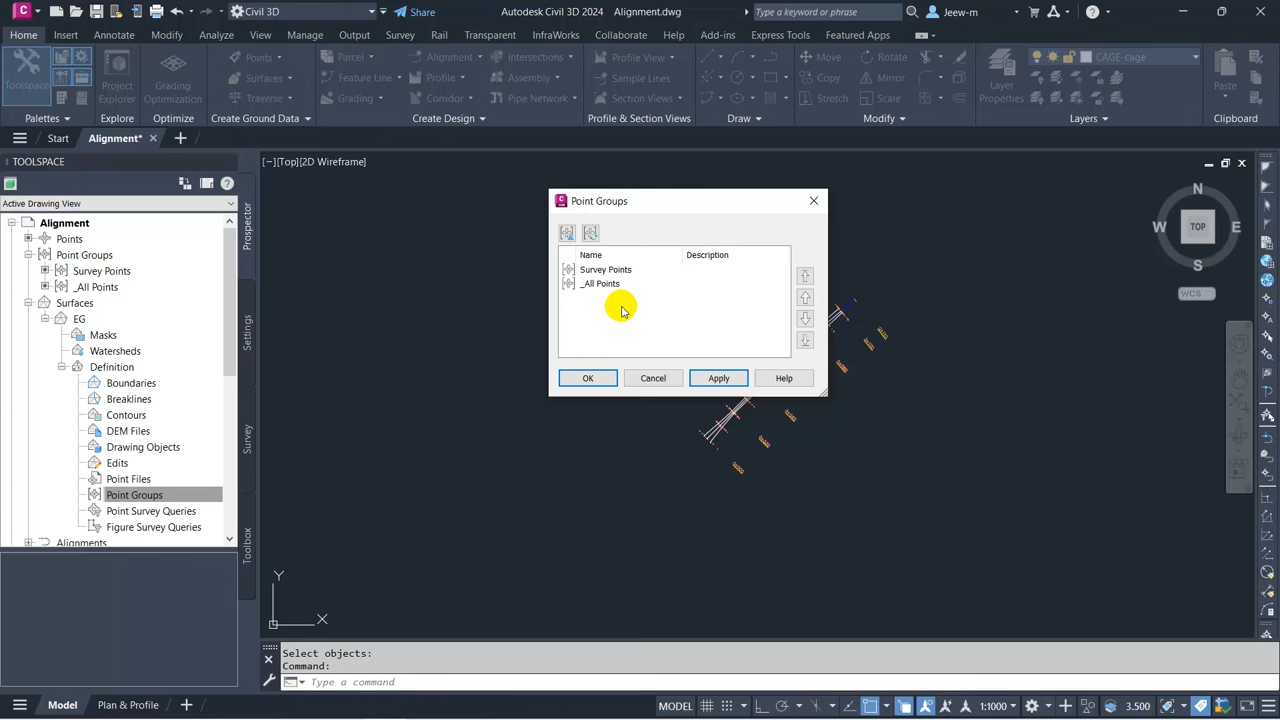 Civil 3D
Share
Autodesk Civil 3D 2024
Alignment.dwg
Type a keyword or phrase
Jeew-m
Home
Insert
Annotate
Modify
Analyze
View
Manage
Output
Survey
Rail
Transparent
InfraWorks
Collaborate
Help
Add-ins
Express Tools
Featured Apps
Toolspace
Project Explorer
Grading Optimization
Points
Surfaces
Traverse
Parcel
Feature Line
Grading
Alignment
Profile
Corridor
Intersections
Assembly
Pipe Network
Profile View
Sample Lines
Section Views
Move
Copy
Stretch
Rotate
Mirror
Scale
Layer Properties
CAGE-cage
Paste
Palettes
Explore
Optimize
Create Ground Data
Create Design
Profile & Section Views
Draw
Modify
Layers
Clipboard
Start
Alignment*
TOOLSPACE
Active Drawing View
Alignment
Points
Point Groups
Survey Points
_All Points
Surfaces
EG
Masks
Watersheds
Definition
Boundaries
Breaklines
Contours
DEM Files
Drawing Objects
Edits
Point Files
Point Groups
Point Survey Queries
Figure Survey Queries
Alignments
Prospector
Settings
Survey
Toolbox
[−][Top][2D Wireframe]
Point Groups
Name
Description
Survey Points
_All Points
OK
Cancel
Apply
Help
N
W
TOP
E
S
WCS
Y
X
Select objects:
Command:
Type a command
Model
Plan & Profile
MODEL
1:1000
3.500